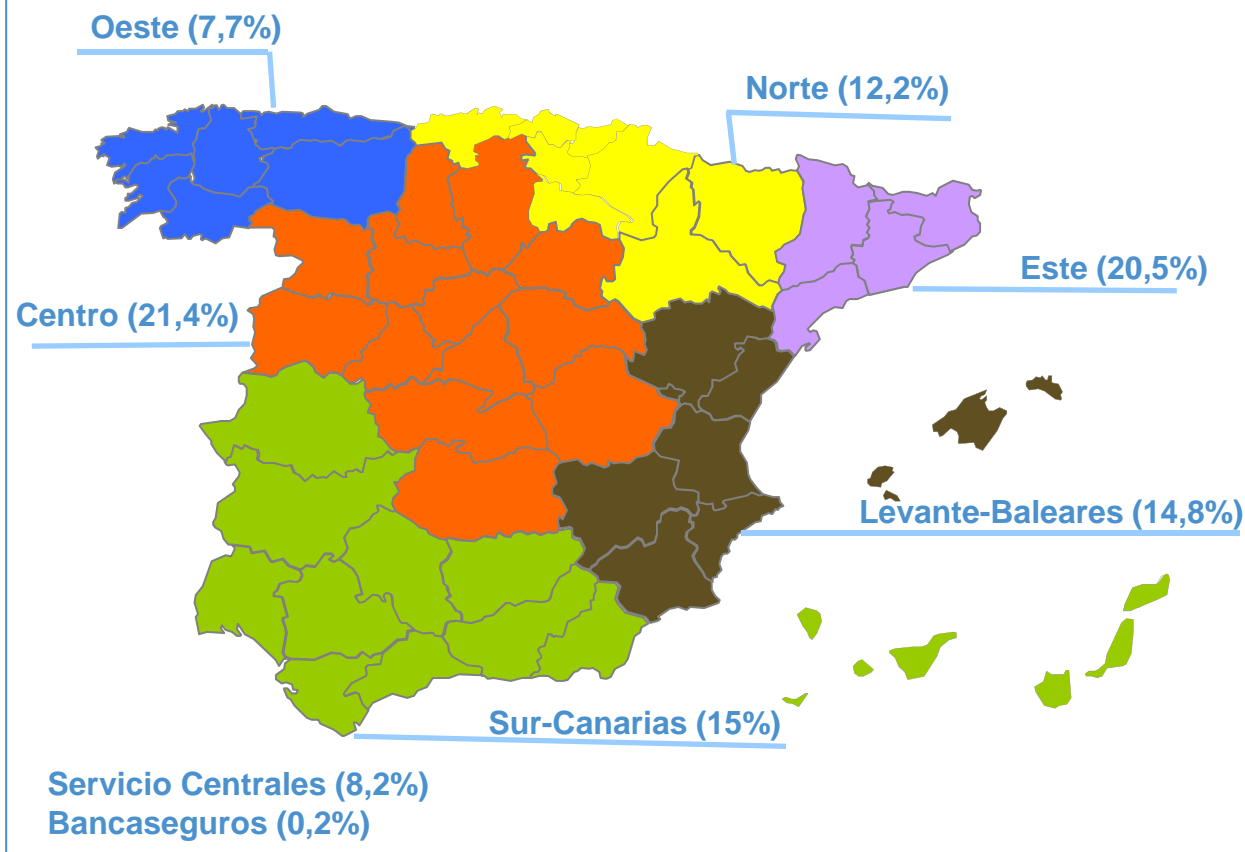 Oeste (7,7%)
Norte (12,2%)
Este (20,5%)
Centro (21,4%)
Levante-Baleares (14,8%)
Sur-Canarias (15%)
Servicio Centrales (8,2%)
Bancaseguros (0,2%)